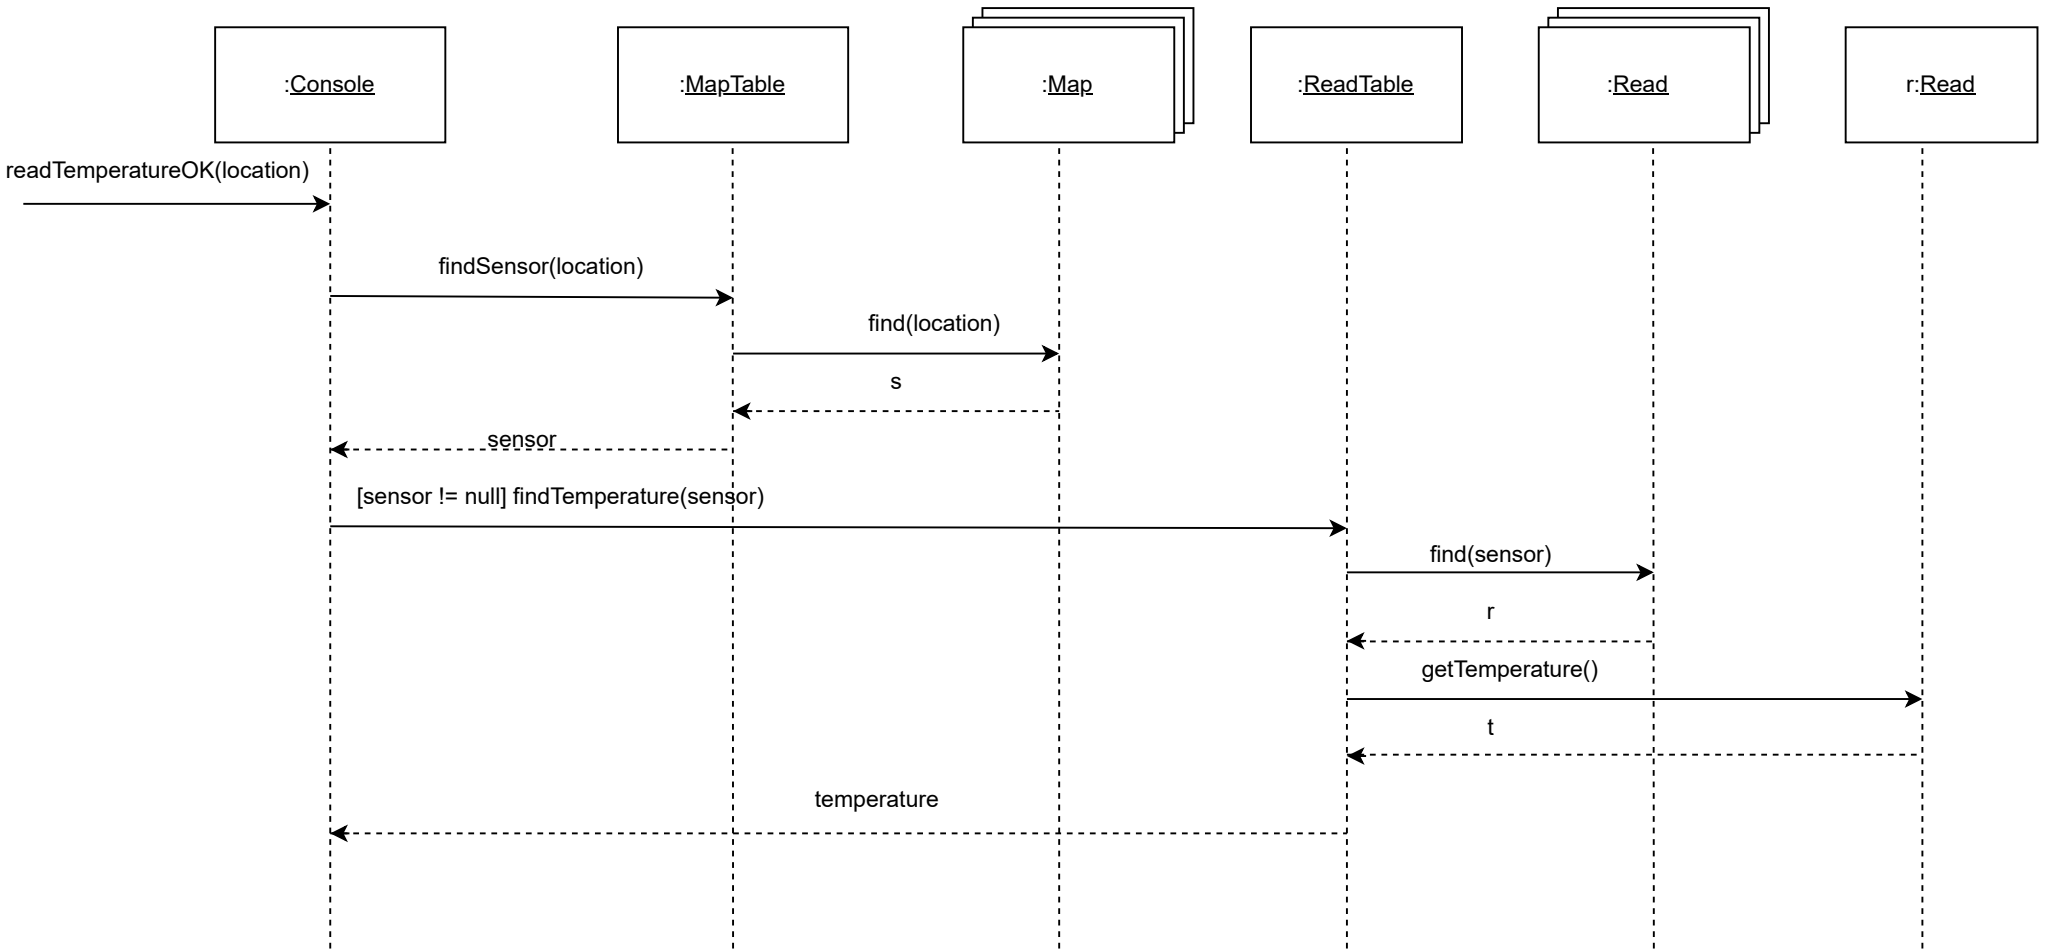 :Console
:MapTable
:Map
:ReadTable
:Read
r:Read
readTemperatureOK(location)
findSensor(location)
find(location)
s
sensor
[sensor != null] findTemperature(sensor)
find(sensor)
r
getTemperature()
t
temperature